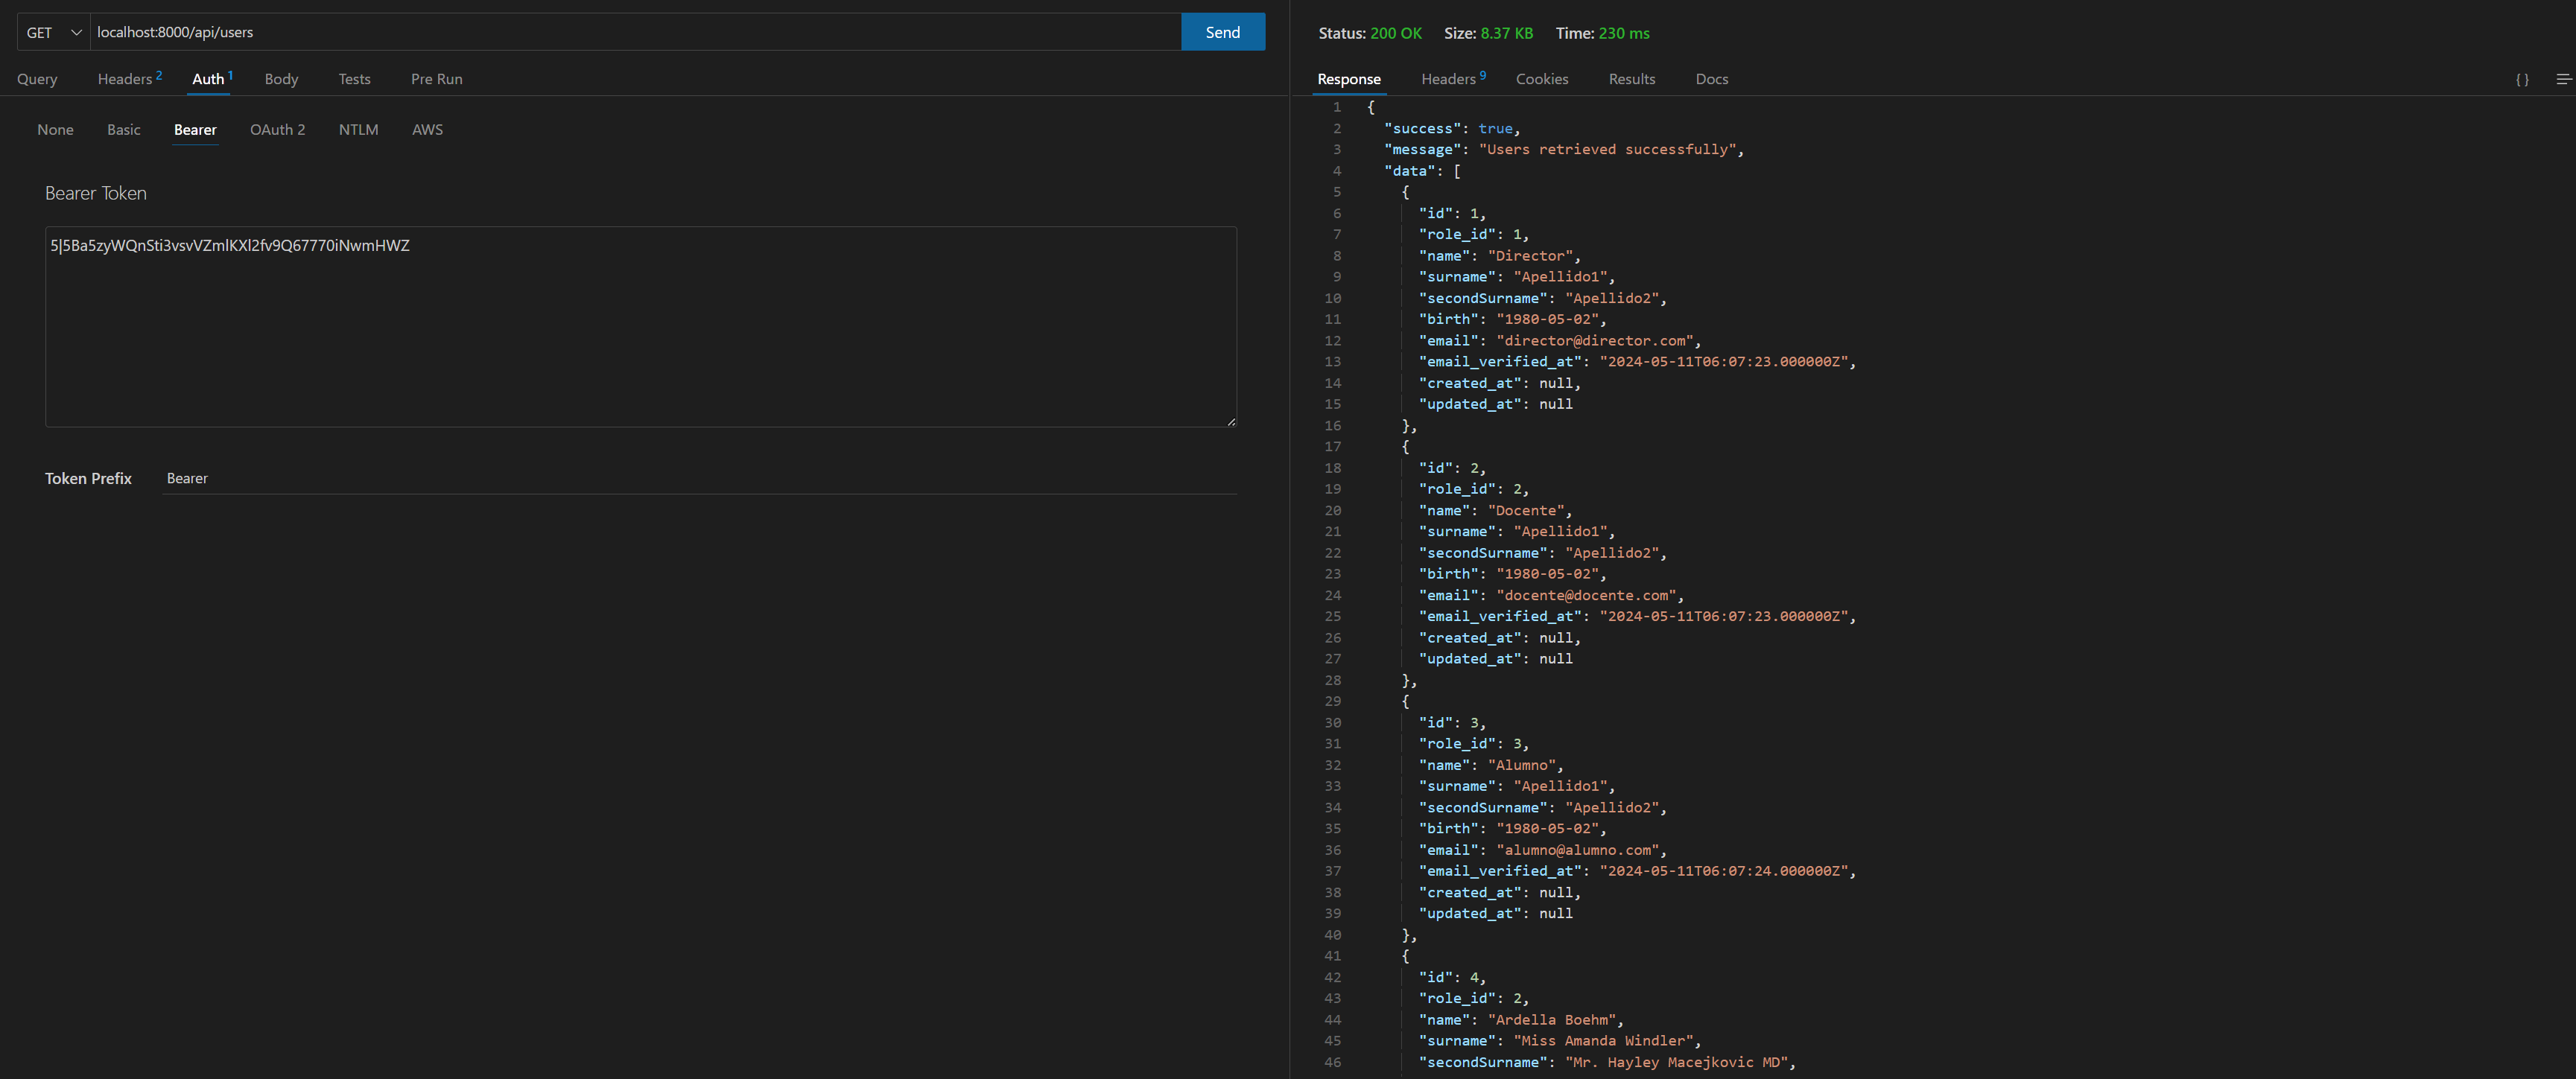 GET
localhost:8000/api/users
Send
Query Headers 2 Auth 1 Body Tests Pre Run
None Basic Bearer OAuth 2 NTLM AWS
Bearer Token
5|5Ba5zyWQnSti3vsvVZmlKXl2fv9Q67770iNwmHWZ
Token Prefix Bearer
Status: 200 OK Size: 8.37 KB Time: 230 ms
Response Headers 9 Cookies Results Docs { }
1 {
2 "success": true,
3 "message": "Users retrieved successfully",
4 "data": [
5 {
6 "id": 1,
7 "role_id": 1,
8 "name": "Director",
9 "surname": "Apellido1",
10 "secondSurname": "Apellido2",
11 "birth": "1980-05-02",
12 "email": "director@director.com",
13 "email_verified_at": "2024-05-11T06:07:23.000000Z",
14 "created_at": null,
15 "updated_at": null
16 },
17 {
18 "id": 2,
19 "role_id": 2,
20 "name": "Docente",
21 "surname": "Apellido1",
22 "secondSurname": "Apellido2",
23 "birth": "1980-05-02",
24 "email": "docente@docente.com",
25 "email_verified_at": "2024-05-11T06:07:23.000000Z",
26 "created_at": null,
27 "updated_at": null
28 },
29 {
30 "id": 3,
31 "role_id": 3,
32 "name": "Alumno",
33 "surname": "Apellido1",
34 "secondSurname": "Apellido2",
35 "birth": "1980-05-02",
36 "email": "alumno@alumno.com",
37 "email_verified_at": "2024-05-11T06:07:24.000000Z",
38 "created_at": null,
39 "updated_at": null
40 },
41 {
42 "id": 4,
43 "role_id": 2,
44 "name": "Ardella Boehm",
45 "surname": "Miss Amanda Windler",
46 "secondSurname": "Mr. Hayley Macejkovic MD",